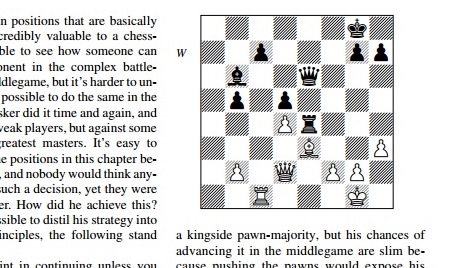 n positions that are basically
credibly valuable to a chess-
ble to see how someone can
onent in the complex battle-
ldlegame, but it's harder to un-
possible to do the same in the
sker did it time and again, and
weak players, but against some
greatest masters. It's easy to
e positions in this chapter be-
, and nobody would think any-
such a decision, yet they were
er. How did he achieve this?
ssible to distil his strategy into
inciples, the following stand
int in continuing unless you
W
a kingside pawn-majority, but his chances of
advancing it in the middlegame are slim be-
cause pushing the pawns would expose his